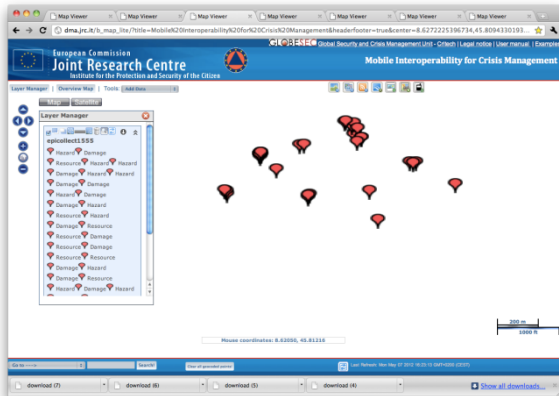 Map Viewer Map Viewer Map Viewer Map Viewer Map Viewer Map Viewer Map Viewer
dma.jrc.it/b_map_lite/?title=Mobile%20Interoperability%20for%20Crisis%20Management&headerfooter=true&center=8.6272225396734,45.8094330193...
GLOBESEC Global Security and Crisis Management Unit - Critech | Legal notice | User manual | Examples
European Commission
Joint Research Centre
Institute for the Protection and Security of the Citizen
Mobile Interoperability for Crisis Management
Layer Manager | Overview Map | Tools: Add Data
Map Satellite
Layer Manager
epicollect1555
Hazard Damage
Resource Hazard Hazard
Damage Hazard Hazard
Damage Damage
Hazard Damage
Damage Hazard
Resource Hazard
Damage Resource
Resource Damage
Resource Resource
Resource Damage
Damage Hazard
Damage Resource
Hazard Damage Resource
200 m
1000 ft
Mouse coordinates: 8.62050, 45.81216
Go to
Search!
Last Refresh: Mon May 07 2012 16:25:15 GMT+0200 (CEST)
download (7) download (6) download (5) download (4) Show all downloads...